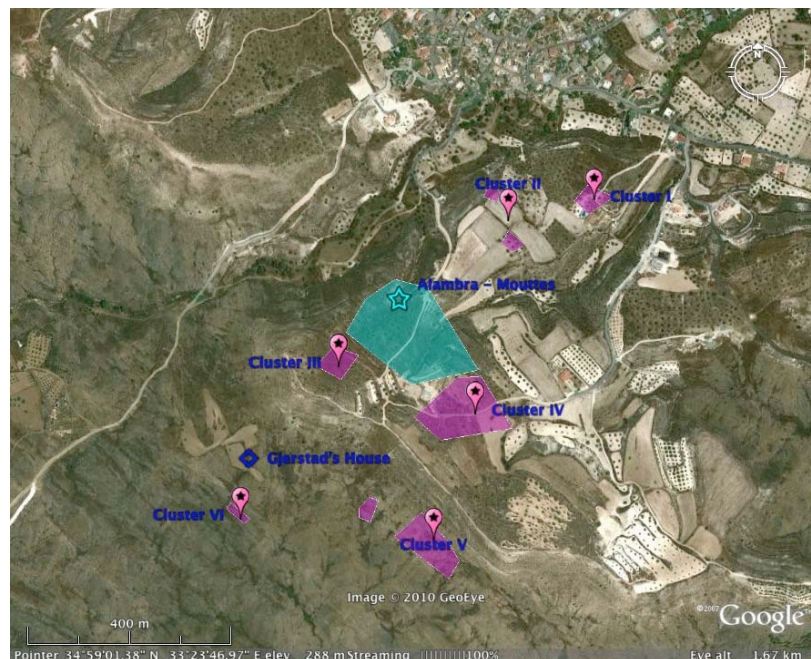 N
Cluster II
Cluster I
Alambra - Mouttes
Cluster III
Cluster IV
Gjerstad's House
Cluster VI
Cluster V
Image © 2010 GeoEye
©2007 Google
400 m
Pointer 34°59'01.38" N 33°23'46.97" E elev 288 m Streaming |||||||||100% Eye alt 1.67 km